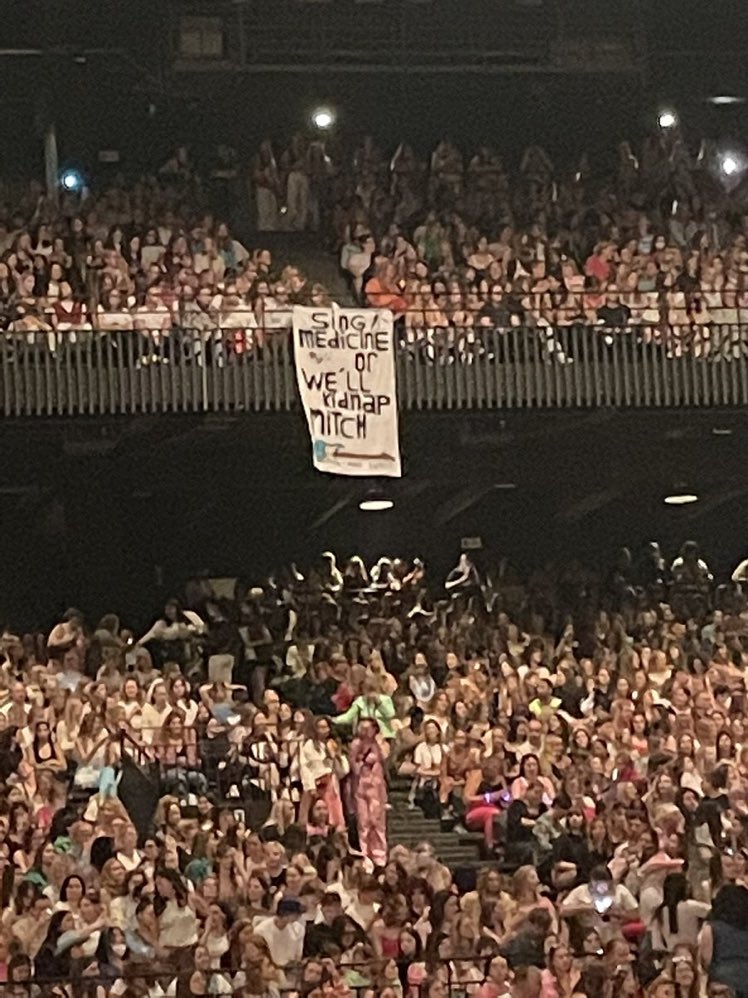 SING/
MEDICINE
or
WE'LL
KIdNAP
MITCH